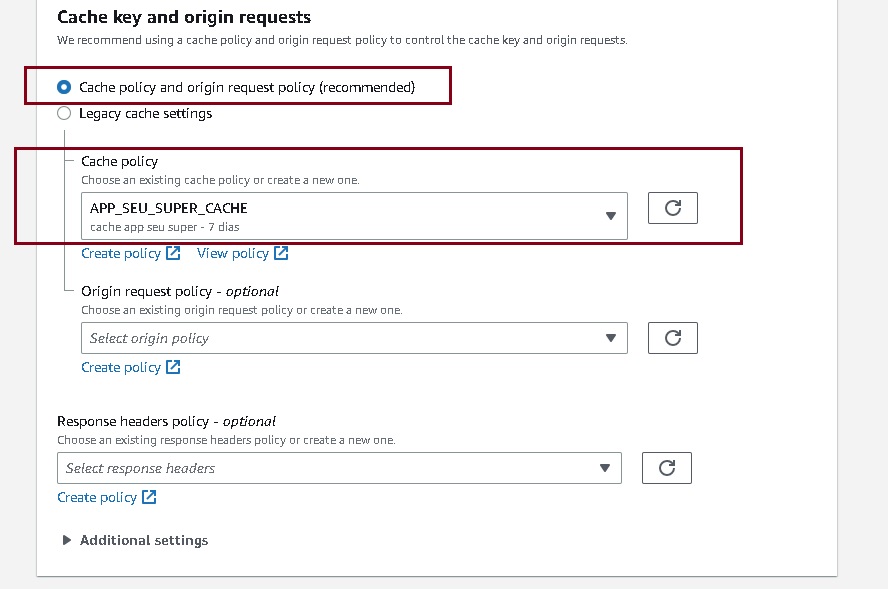 Cache key and origin requests
We recommend using a cache policy and origin request policy to control the cache key and origin requests.
Cache policy and origin request policy (recommended)
Legacy cache settings
Cache policy
Choose an existing cache policy or create a new one.
APP_SEU_SUPER_CACHE
cache app seu super - 7 dias
Create policy View policy
Origin request policy - optional
Choose an existing origin request policy or create a new one.
Select origin policy
Create policy
Response headers policy - optional
Choose an existing response headers policy or create a new one.
Select response headers
Create policy
Additional settings